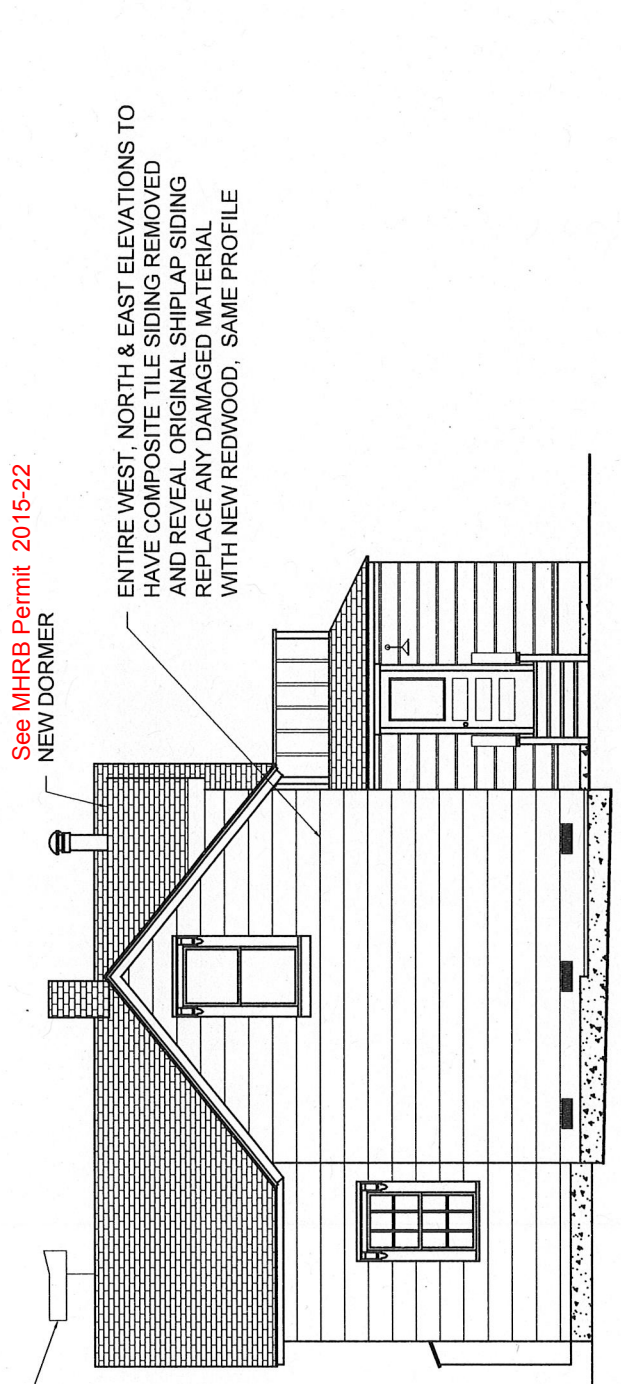 See MHRB Permit 2015-22
NEW DORMER
ENTIRE WEST, NORTH & EAST ELEVATIONS TO
HAVE COMPOSITE TILE SIDING REMOVED
AND REVEAL ORIGINAL SHIPLAP SIDING
REPLACE ANY DAMAGED MATERIAL
WITH NEW REDWOOD, SAME PROFILE